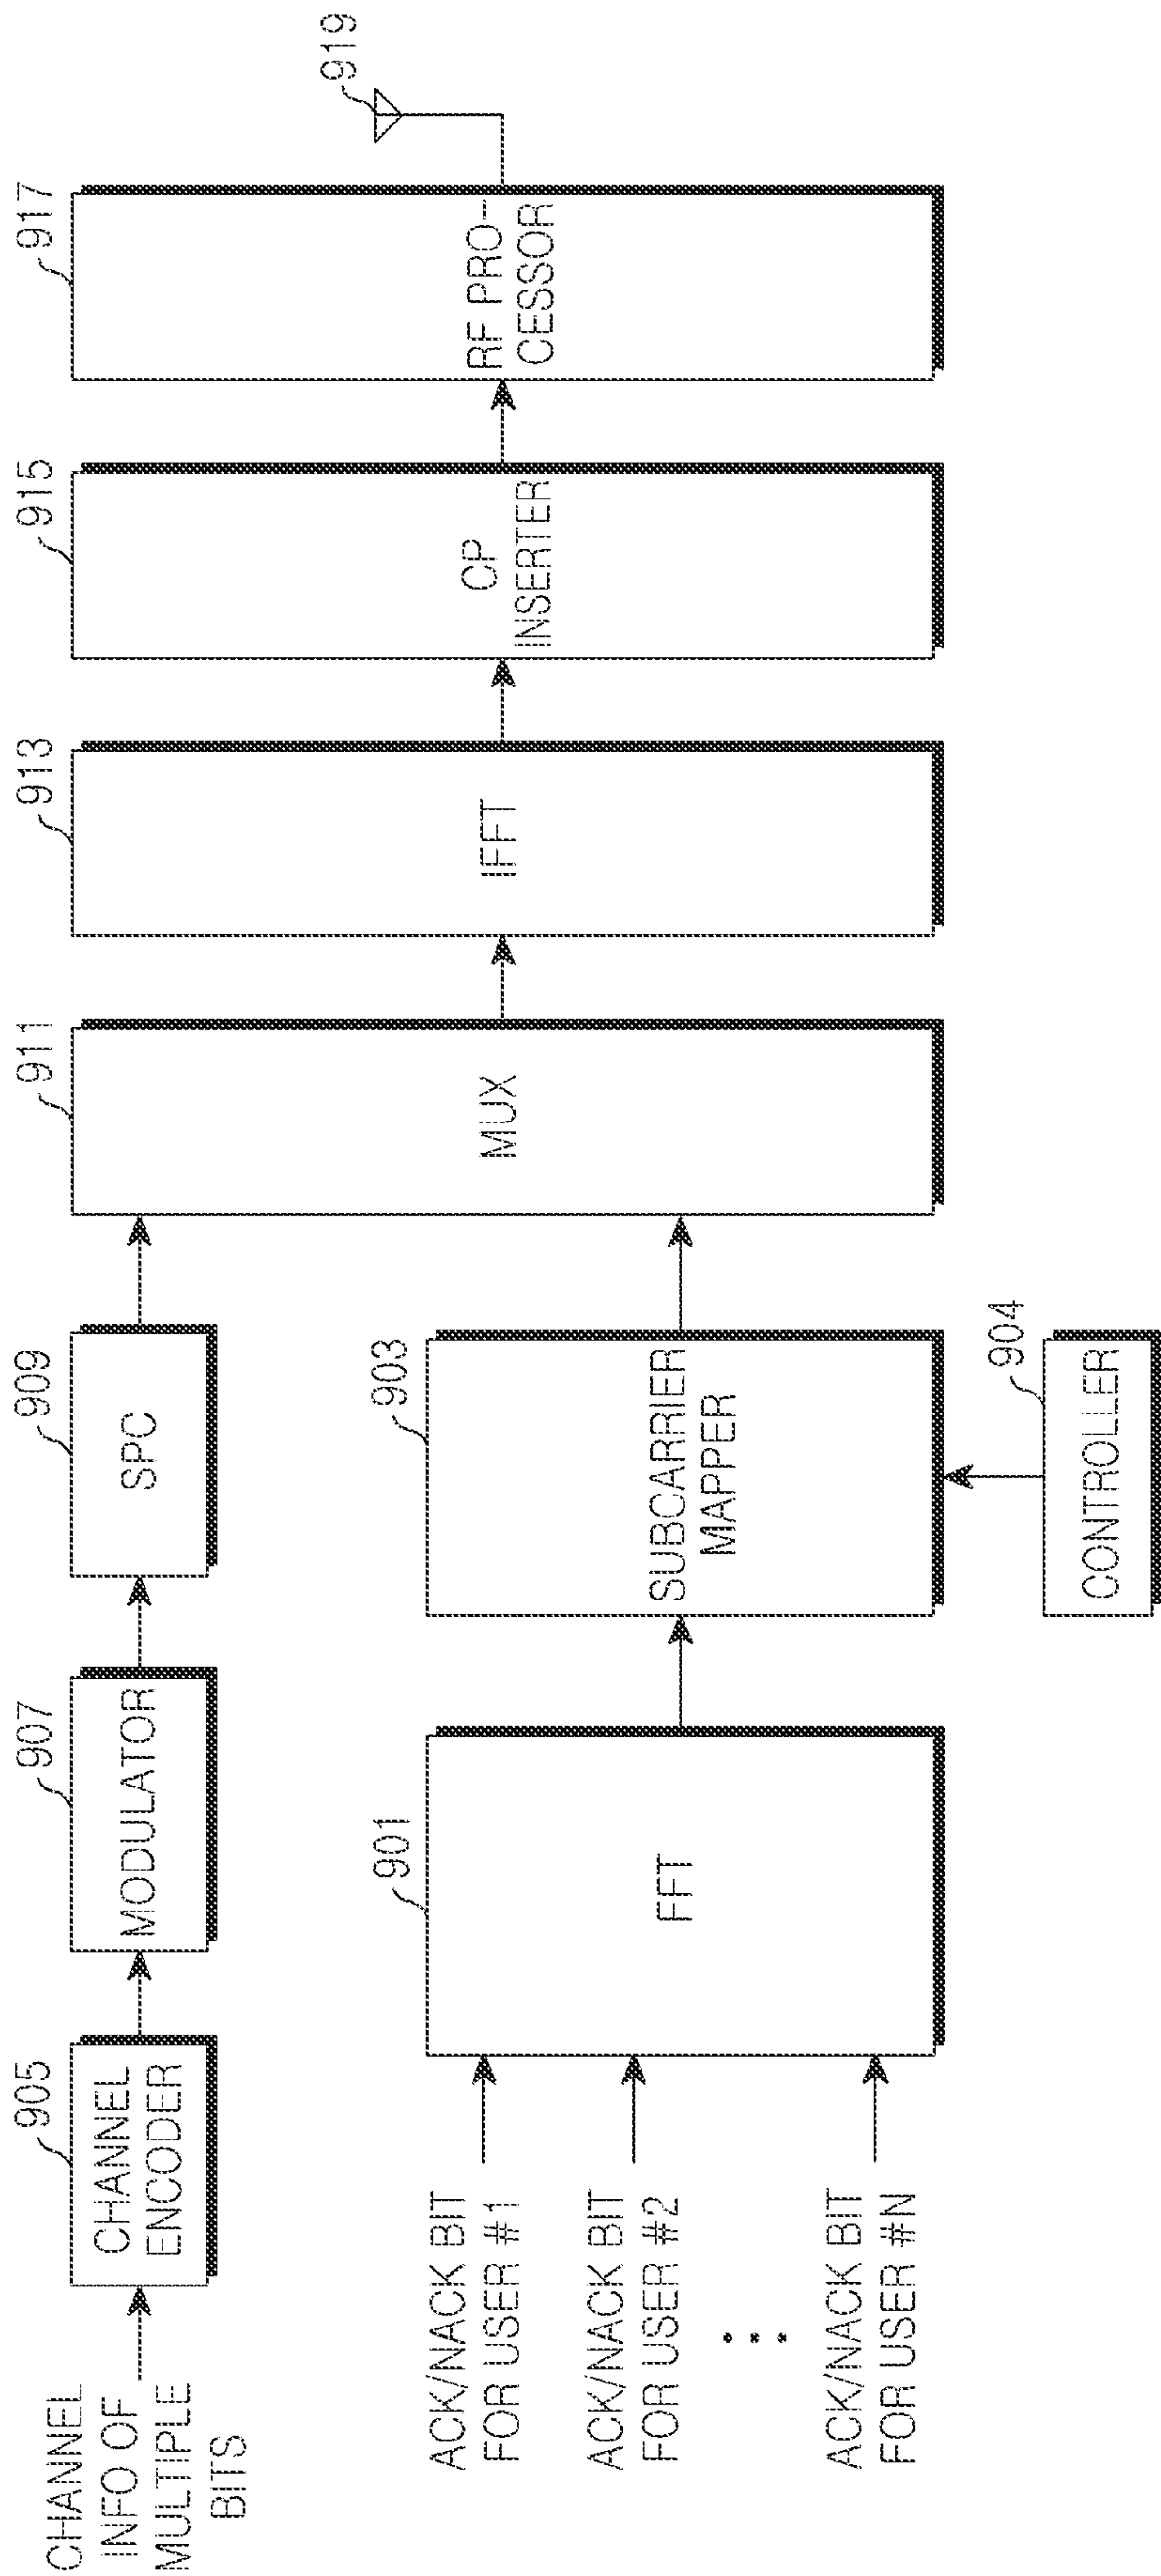 CHANNEL
INFO OF
MULTIPLE
BITS
905
CHANNEL
ENCODER
907
MODULATOR
909
SPC
911
MUX
913
IFFT
915
CP
INSERTER
917
RF PRO-
CESSOR
919
ACK/NACK BIT
FOR USER #1
ACK/NACK BIT
FOR USER #2
ACK/NACK BIT
FOR USER #N
901
FFT
903
SUBCARRIER
MAPPER
904
CONTROLLER